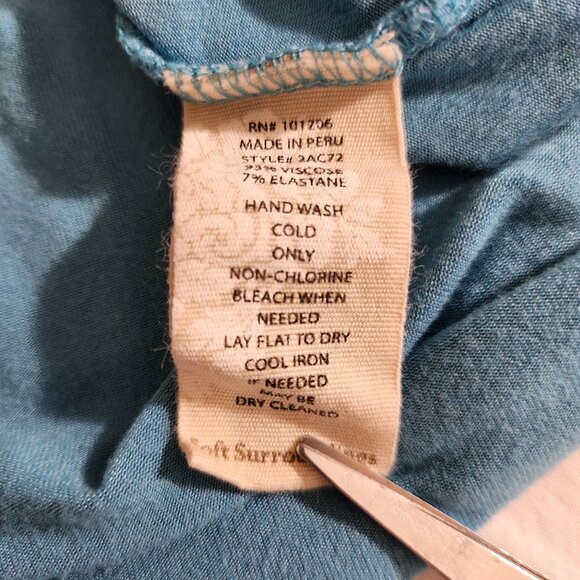 RN# 101206
MADE IN PERU
STYLE# 2AC72
93% VISCOSE
7% ELASTANE
HAND WASH
COLD
ONLY
NON-CHLORINE
BLEACH WHEN
NEEDED
LAY FLAT TO DRY
COOL IRON
IF NEEDED
MAY BE
DRY CLEANED
Soft